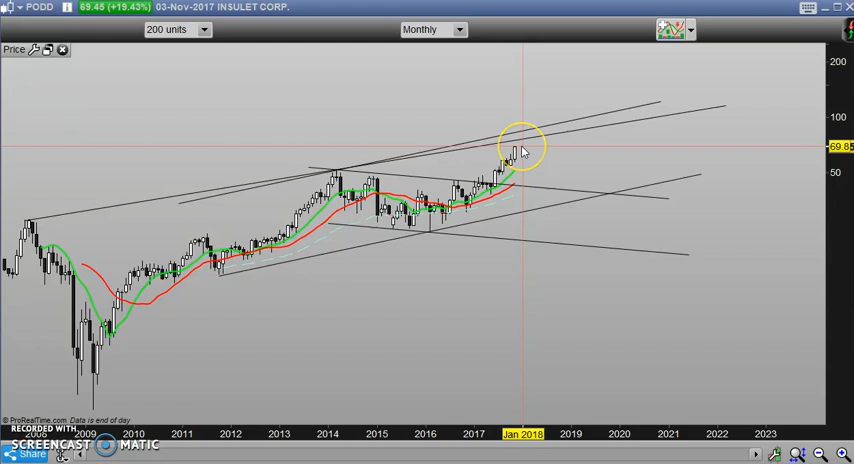 PODD i 69.45 (+19.43%) 03-Nov-2017 INSULET CORP.
200 units Monthly
Price
200
100
69.85
50
© ProRealTime.com Data is end of day
RECORDED WITH
SCREENCAST MATIC
2008 2009 2010 2011 2012 2013 2014 2015 2016 2017 Jan 2018 2019 2020 2021 2022 2023
Share